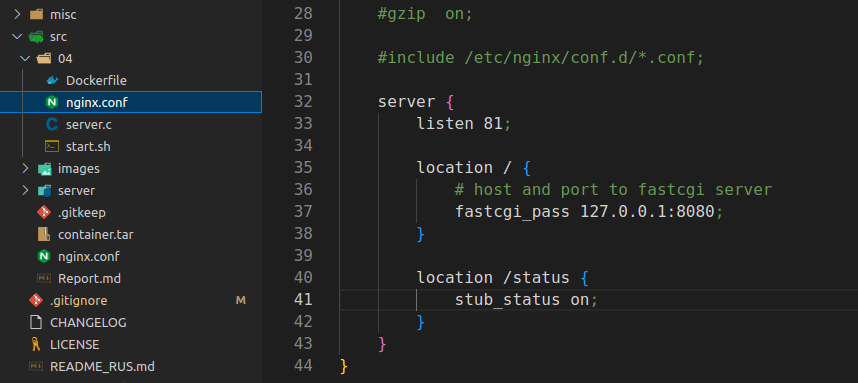 misc
src
04
Dockerfile
nginx.conf
server.c
start.sh
images
server
.gitkeep
container.tar
nginx.conf
Report.md
.gitignore M
CHANGELOG
LICENSE
README_RUS.md
28 #gzip  on;
29
30 #include /etc/nginx/conf.d/*.conf;
31
32 server {
33 listen 81;
34
35 location / {
36 # host and port to fastcgi server
37 fastcgi_pass 127.0.0.1:8080;
38 }
39
40 location /status {
41 stub_status on;
42 }
43 }
44 }